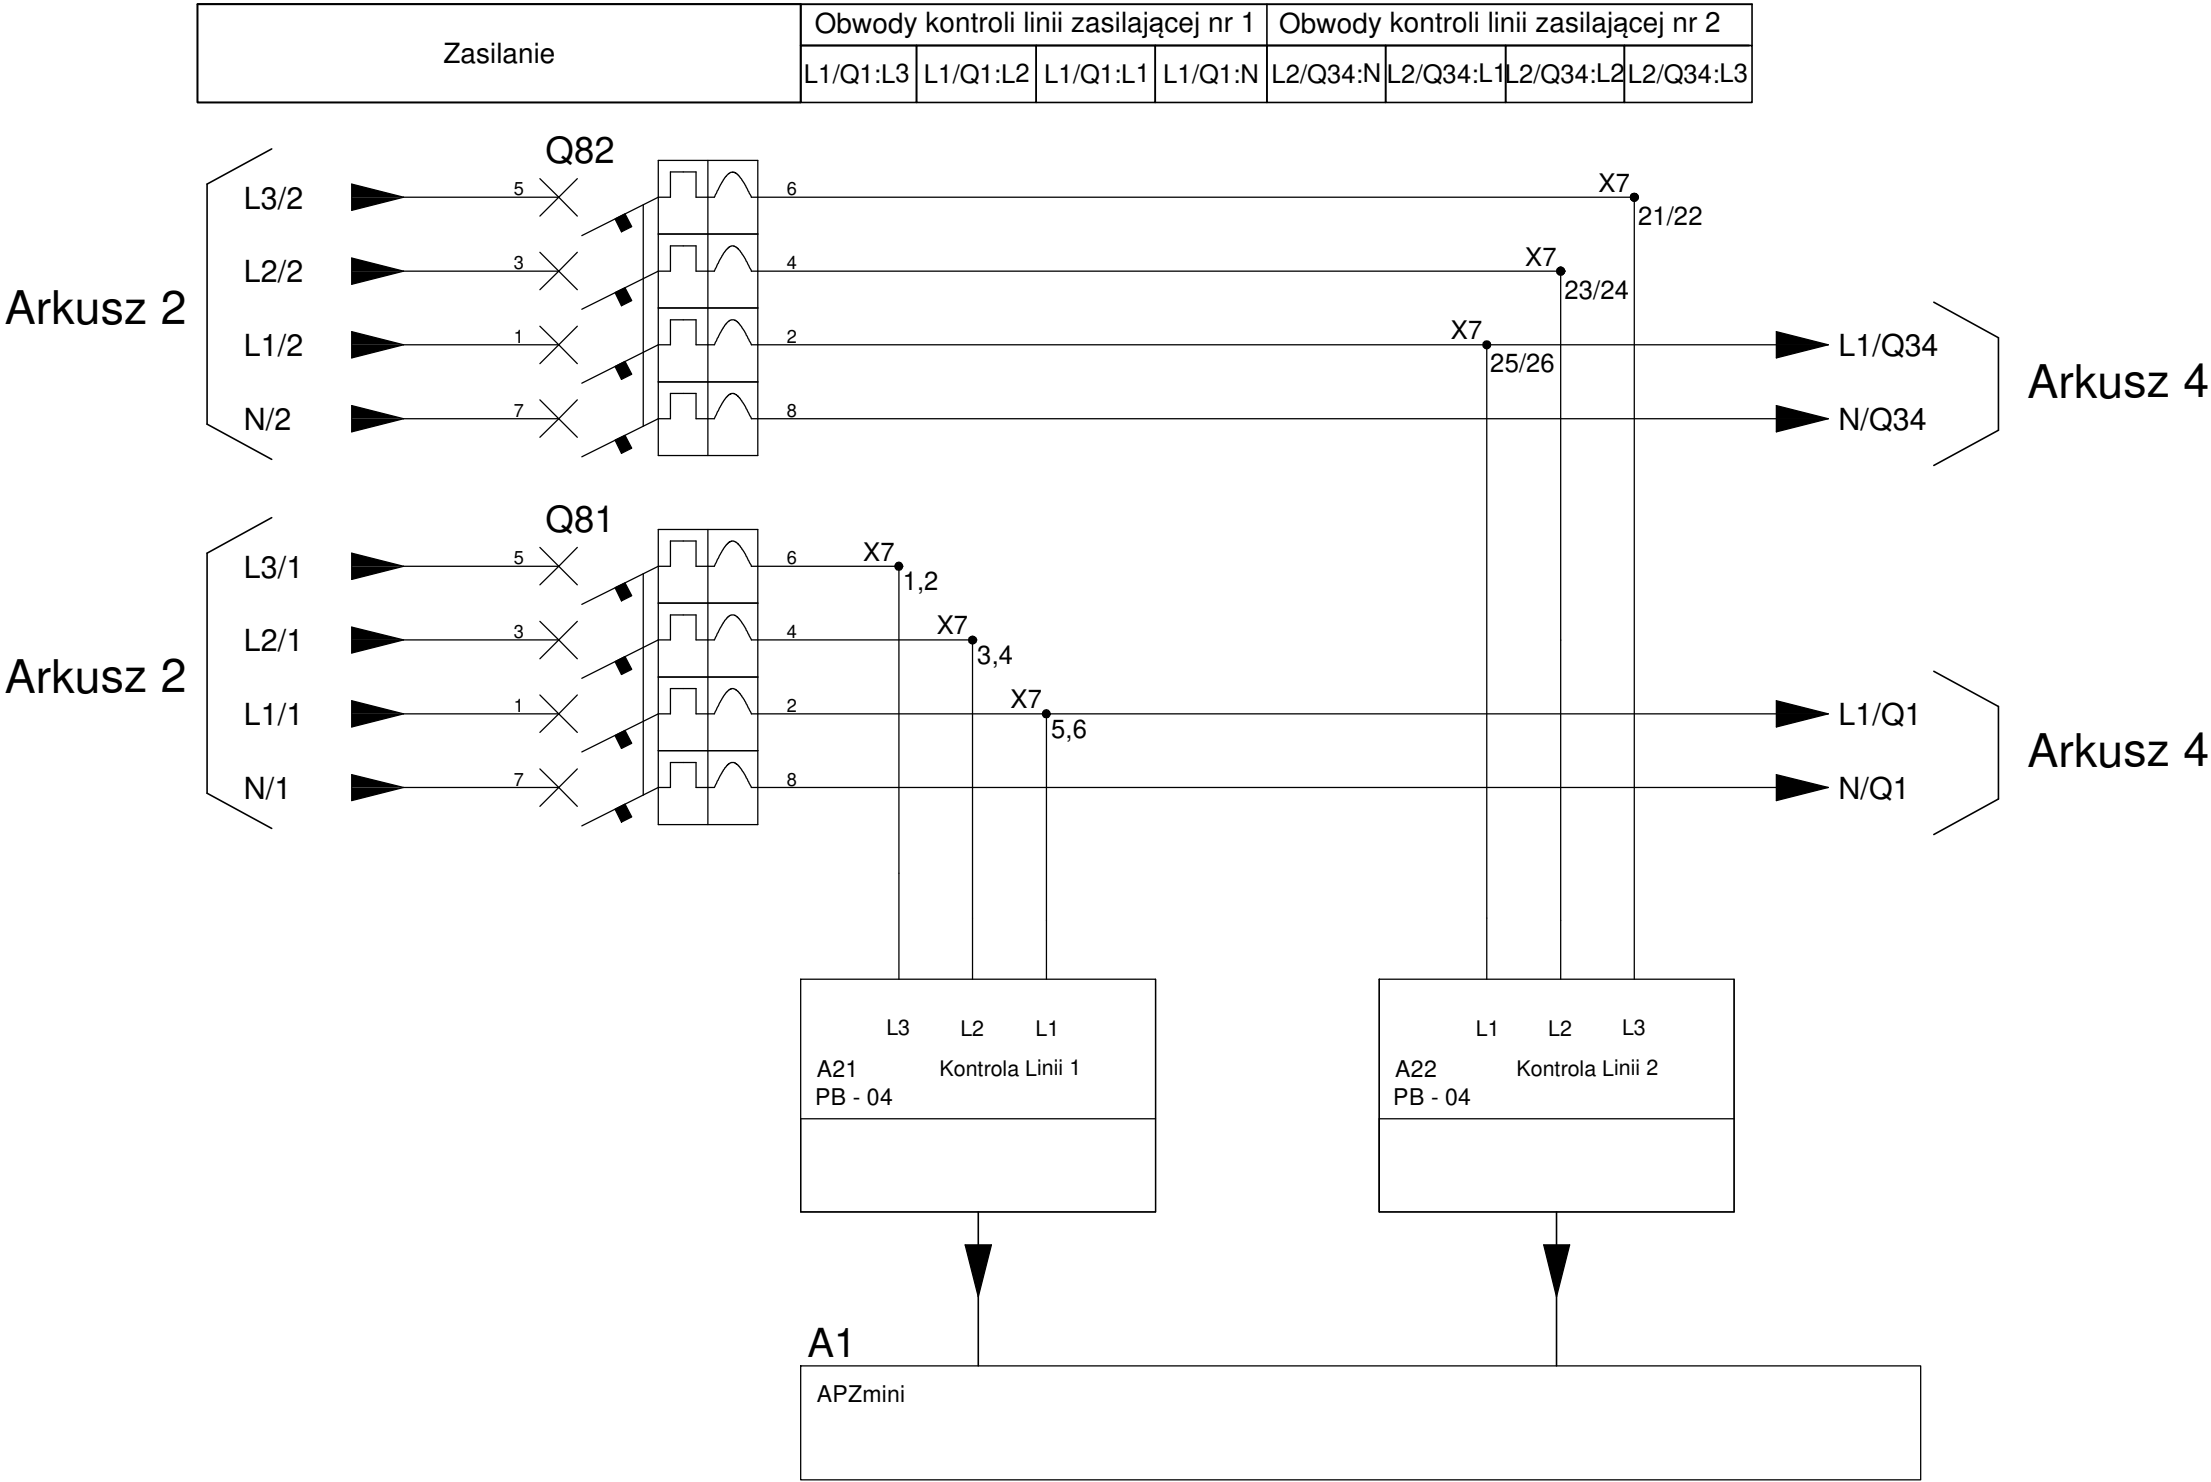 Zasilanie
Obwody kontroli linii zasilającej nr 1
Obwody kontroli linii zasilającej nr 2
L1/Q1:L3
L1/Q1:L2
L1/Q1:L1
L1/Q1:N
L2/Q34:N
L2/Q34:L1
L2/Q34:L2
L2/Q34:L3
Q82
Arkusz 2
L3/2
5
6
X7
21/22
L2/2
3
4
X7
23/24
L1/2
1
2
X7
25/26
L1/Q34
N/2
7
8
N/Q34
Arkusz 4
Q81
Arkusz 2
L3/1
5
6
X7
1,2
L2/1
3
4
X7
3,4
L1/1
1
2
X7
5,6
L1/Q1
N/1
7
8
N/Q1
Arkusz 4
L3
L2
L1
A21
Kontrola Linii 1
PB - 04
L1
L2
L3
A22
Kontrola Linii 2
PB - 04
A1
APZmini